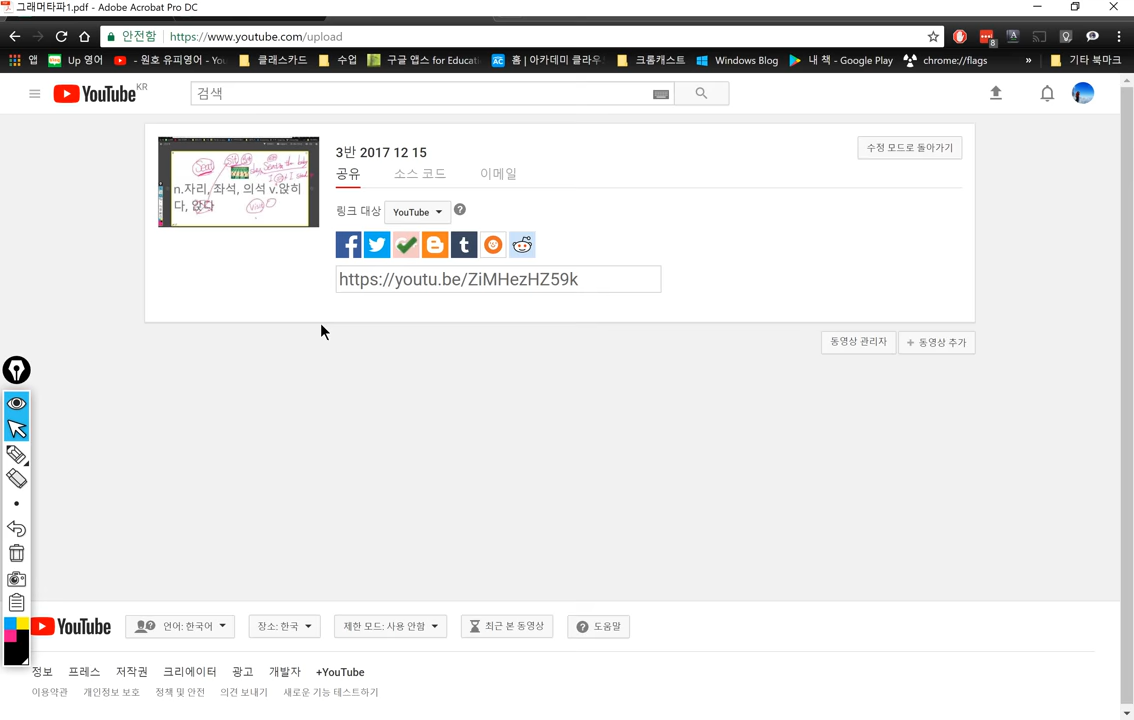 그래머타파1.pdf - Adobe Acrobat Pro DC
안전함 https://www.youtube.com/upload
앱 Up 영어 - 원호 유피영어 - You 클래스카드 수업 구글 앱스 for Educati 홈 | 아카데미 클라우 크롬캐스트 Windows Blog 내 책 - Google Play chrome://flags » 기타 북마크
YouTube KR
검색
3반 2017 12 15
수정 모드로 돌아가기
공유 소스 코드 이메일
n.자리, 좌석, 의석 v.앉히
다, 앉다
링크 대상 YouTube
https://youtu.be/ZiMHezHZ59k
동영상 관리자 + 동영상 추가
YouTube 언어: 한국어 장소: 한국 제한 모드: 사용 안함 최근 본 동영상 도움말
정보 프레스 저작권 크리에이터 광고 개발자 +YouTube
이용약관 개인정보 보호 정책 및 안전 의견 보내기 새로운 기능 테스트하기